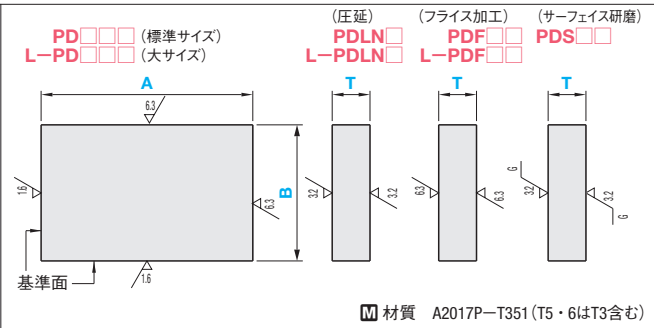 PD□□□ (標準サイズ)
L－PD□□□ (大サイズ)
(圧延)
PDLN□
L－PDLN□
(フライス加工)
PDF□□
L－PDF□□
(サーフェイス研磨)
PDS□□
A
T
T
T
6.3
1.6
B
6.3
3.2
3.2
6.3
6.3
G
3.2
3.2
G
基準面
1.6
M 材質 A2017P－T351(T5・6はT3含む)